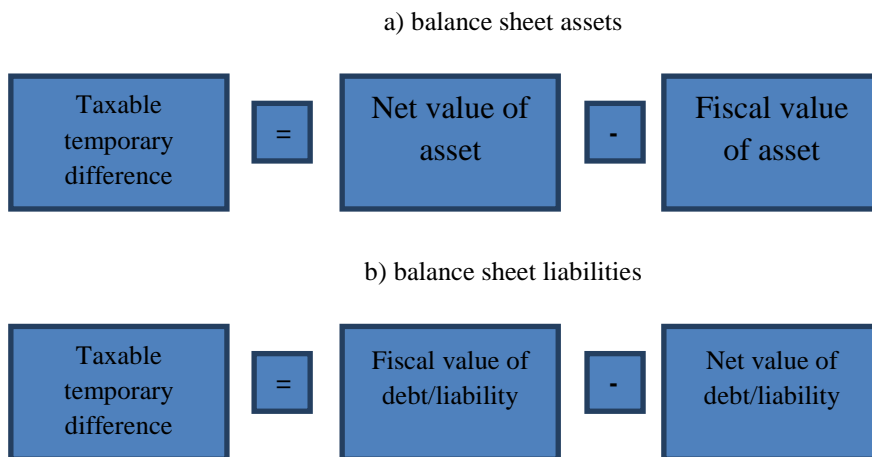 a) balance sheet assets
Taxable
temporary
difference
=
Net value of
asset
-
Fiscal value
of asset
b) balance sheet liabilities
Taxable
temporary
difference
=
Fiscal value of
debt/liability
-
Net value of
debt/liability